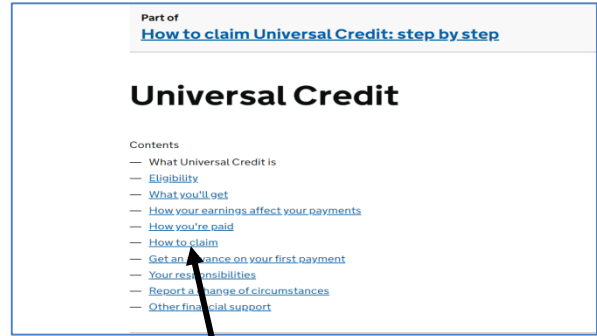 Part of
How to claim Universal Credit: step by step
Universal Credit
Contents
— What Universal Credit is
— Eligibility
— What you'll get
— How your earnings affect your payments
— How you're paid
— How to claim
— Get an advance on your first payment
— Your responsibilities
— Report a change of circumstances
— Other financial support